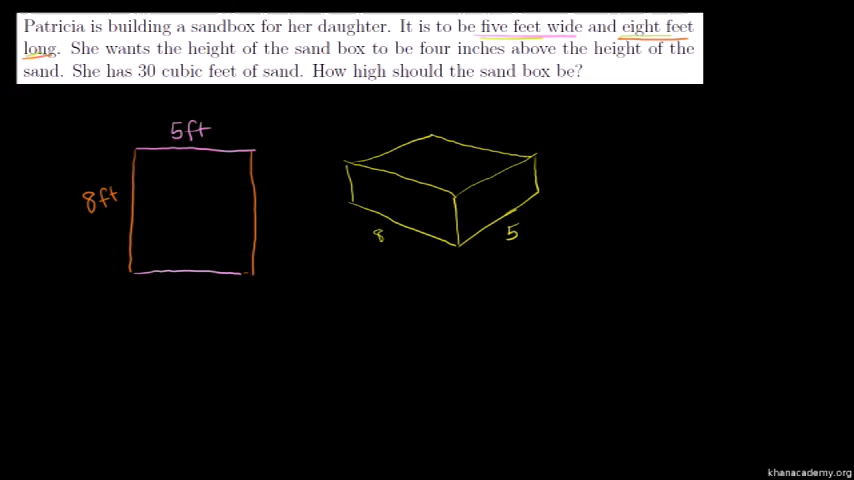 Patricia is building a sandbox for her daughter. It is to be five feet wide and eight feet
long. She wants the height of the sand box to be four inches above the height of the
sand. She has 30 cubic feet of sand. How high should the sand box be?
5ft
8ft
8
5
khanacademy.org